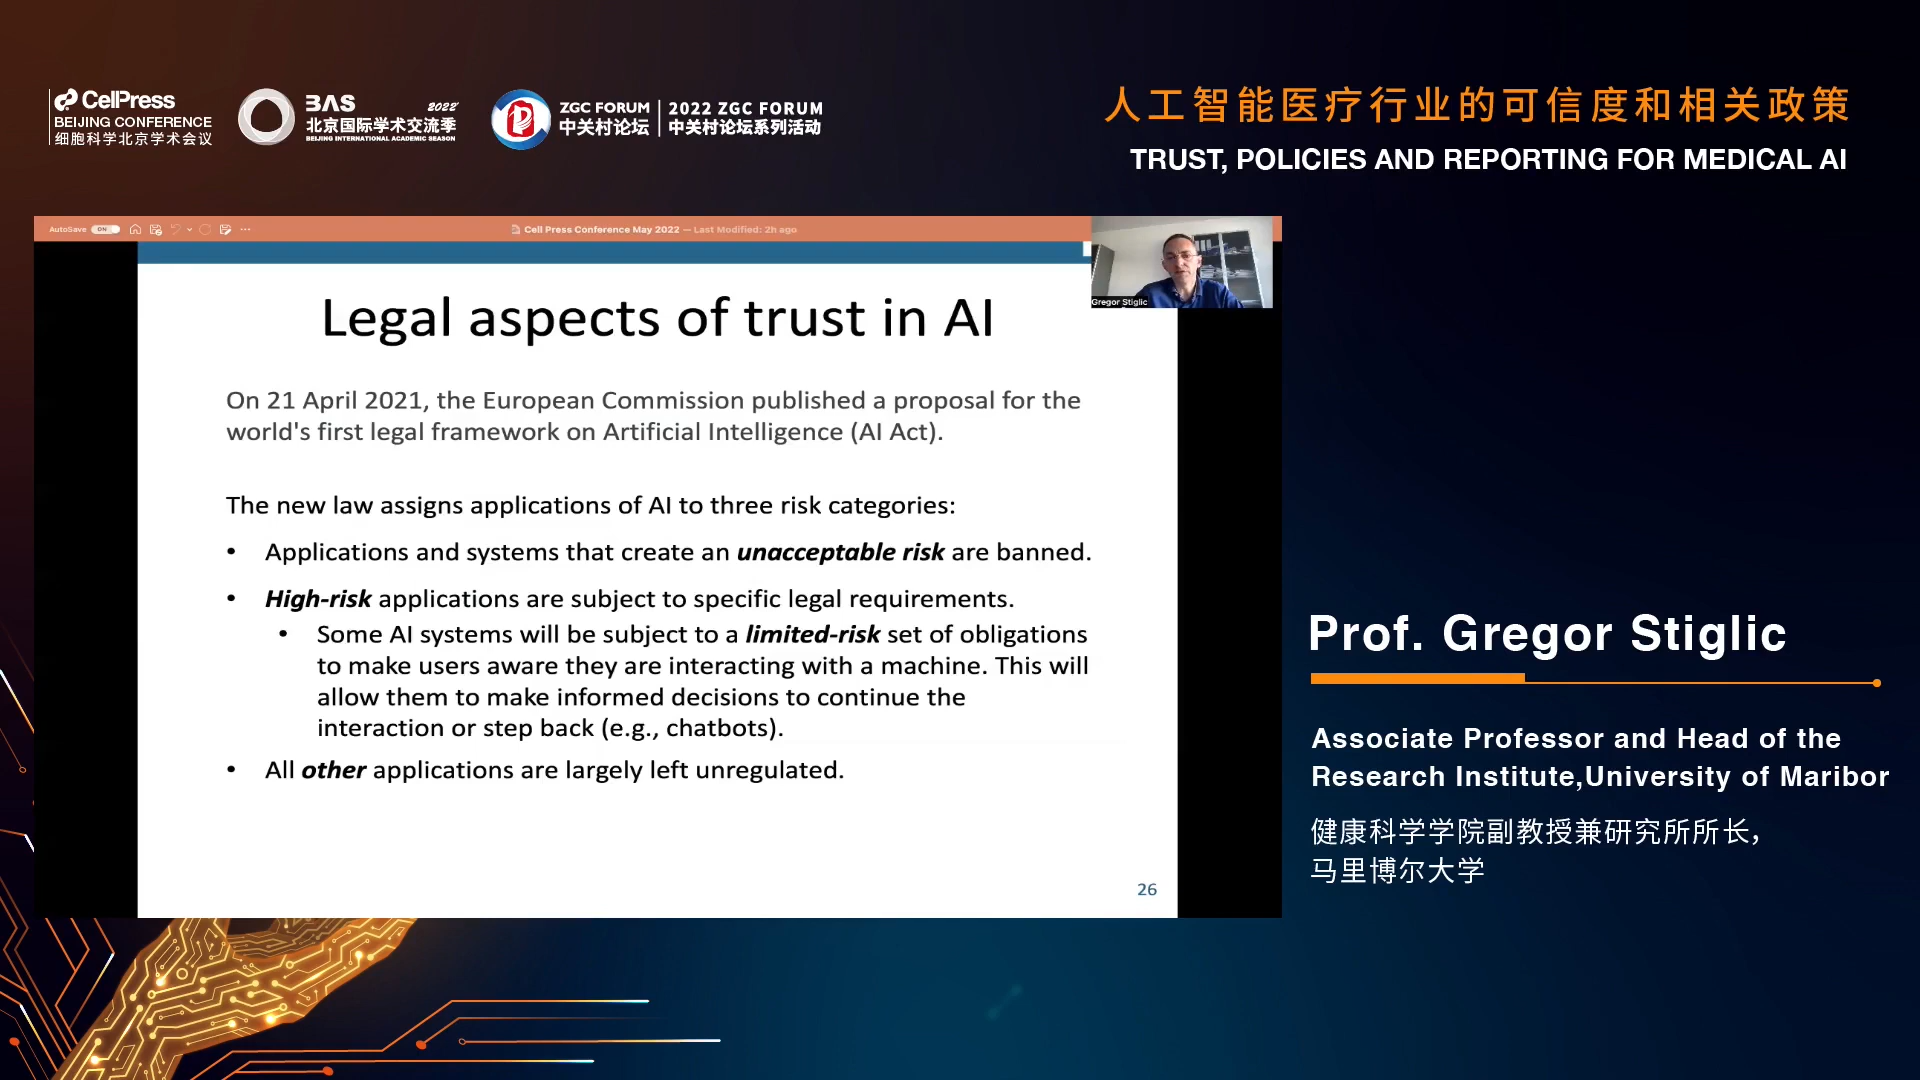 CellPress
BEIJING CONFERENCE
细胞科学北京学术会议
BAS 2022
北京国际学术交流季
BEIJING INTERNATIONAL ACADEMIC SEASON
ZGC FORUM
中关村论坛
2022 ZGC FORUM
中关村论坛系列活动
人工智能医疗行业的可信度和相关政策
TRUST, POLICIES AND REPORTING FOR MEDICAL AI
AutoSave ON
Cell Press Conference May 2022 — Last Modified: 2h ago
Gregor Stiglic
Legal aspects of trust in AI
On 21 April 2021, the European Commission published a proposal for the
world's first legal framework on Artificial Intelligence (AI Act).
The new law assigns applications of AI to three risk categories:
• Applications and systems that create an unacceptable risk are banned.
• High-risk applications are subject to specific legal requirements.
• Some AI systems will be subject to a limited-risk set of obligations
to make users aware they are interacting with a machine. This will
allow them to make informed decisions to continue the
interaction or step back (e.g., chatbots).
• All other applications are largely left unregulated.
26
Prof. Gregor Stiglic
Associate Professor and Head of the
Research Institute,University of Maribor
健康科学学院副教授兼研究所所长，
马里博尔大学